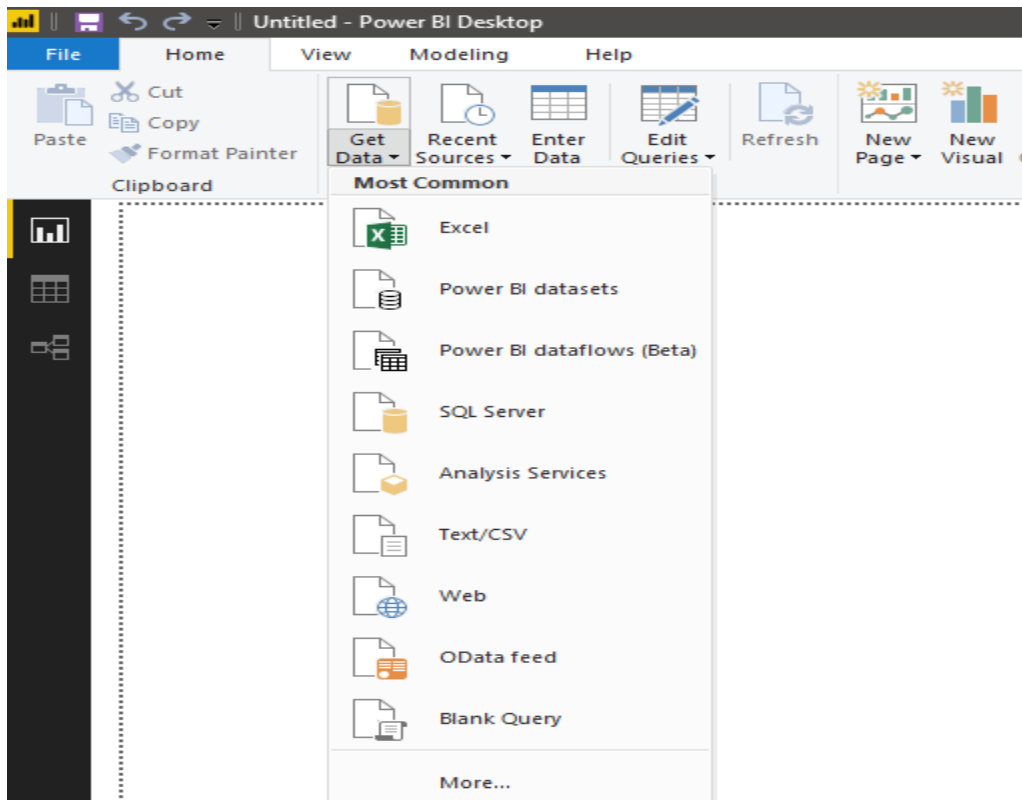 Untitled - Power BI Desktop
File Home View Modeling Help
Cut
Copy
Format Painter
Paste
Clipboard
Get Data
Recent Sources
Enter Data
Edit Queries
Refresh
New Page
New Visual
Most Common
Excel
Power BI datasets
Power BI dataflows (Beta)
SQL Server
Analysis Services
Text/CSV
Web
OData feed
Blank Query
More...